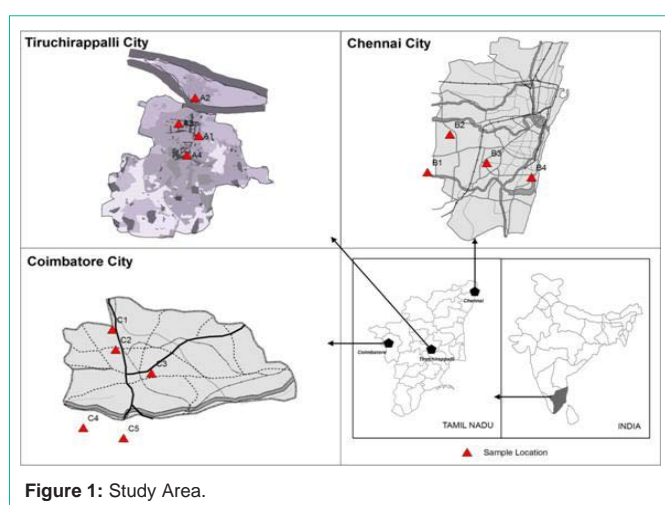 Tiruchirappalli City
A2
A1
A4
Chennai City
B2
B3
B1
B4
Coimbatore City
C1
C2
C3
C4
C5
Chennai
Coimbatore
Tiruchirappalli
TAMIL NADU
INDIA
Sample Location
Figure 1: Study Area.